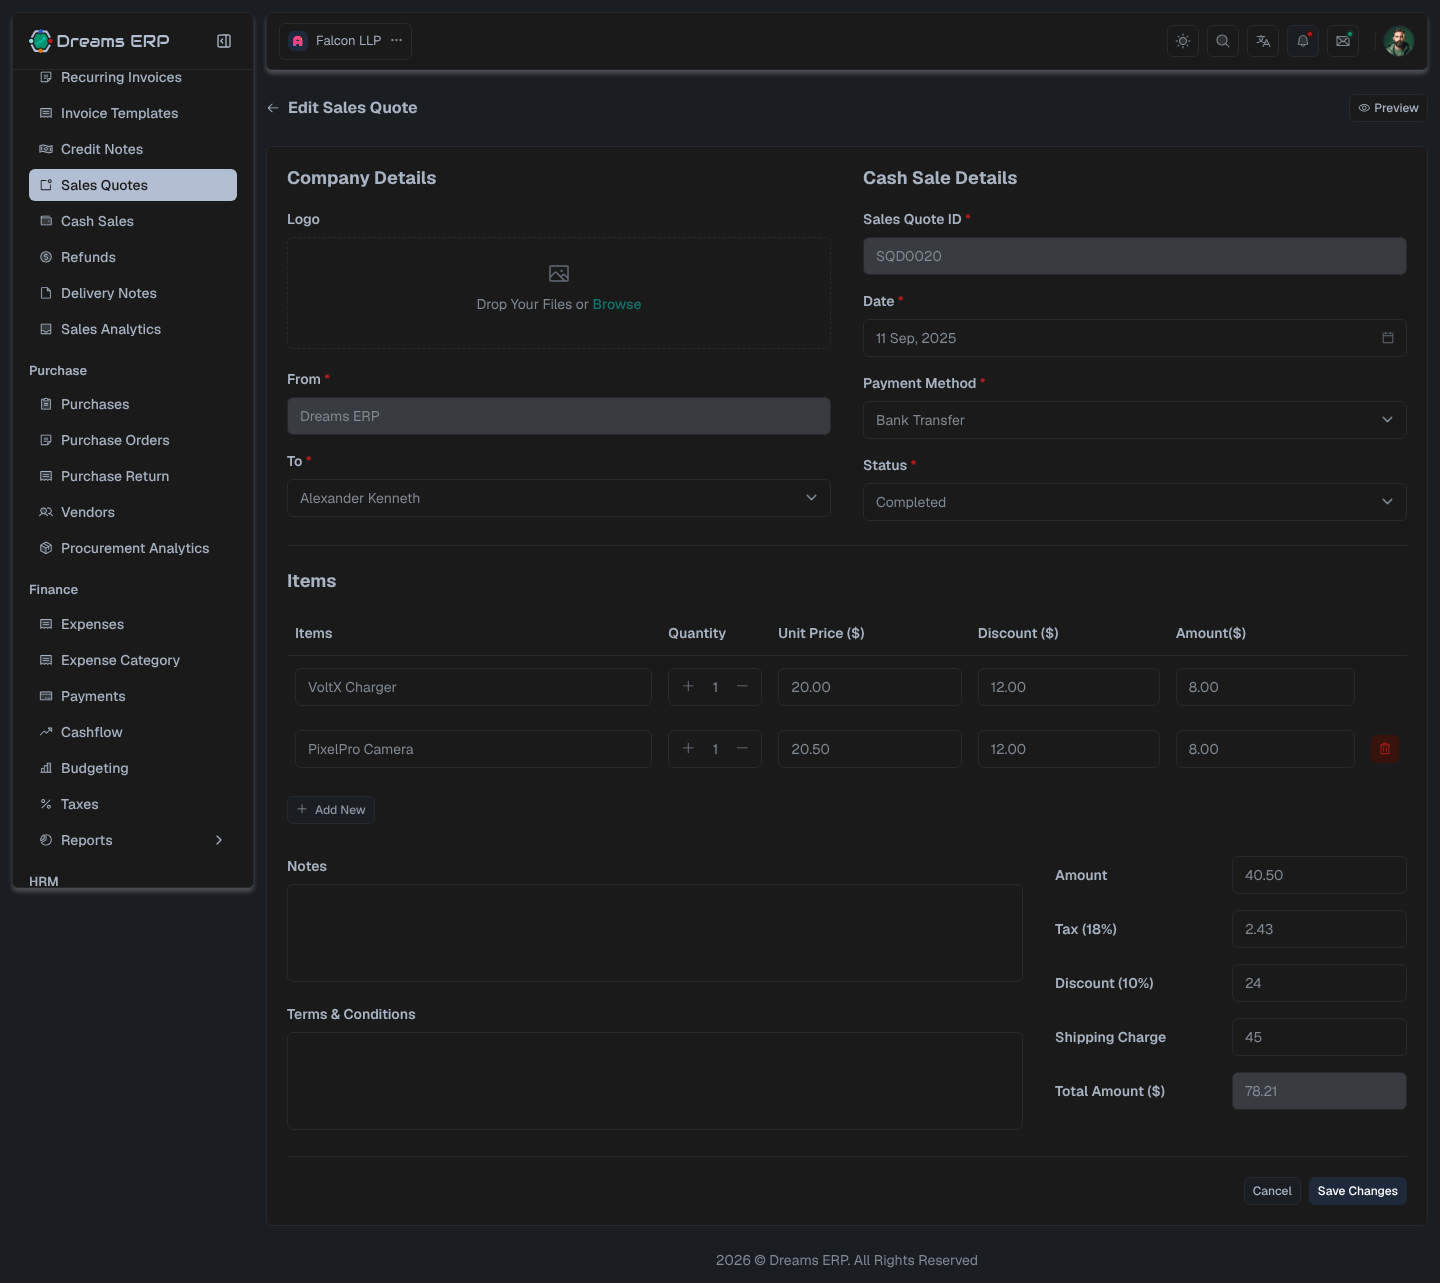 Dreams ERP
Recurring Invoices
Invoice Templates
Credit Notes
Sales Quotes
Cash Sales
Refunds
Delivery Notes
Sales Analytics
Purchase
Purchases
Purchase Orders
Purchase Return
Vendors
Procurement Analytics
Finance
Expenses
Expense Category
Payments
Cashflow
Budgeting
Taxes
Reports
HRM
Falcon LLP ···
Edit Sales Quote
Preview
Company Details
Logo
Drop Your Files or Browse
From *
Dreams ERP
To *
Alexander Kenneth
Cash Sale Details
Sales Quote ID *
SQD0020
Date *
11 Sep, 2025
Payment Method *
Bank Transfer
Status *
Completed
Items
Items Quantity Unit Price ($) Discount ($) Amount($)
VoltX Charger + 1 − 20.00 12.00 8.00
PixelPro Camera + 1 − 20.50 12.00 8.00
+ Add New
Notes
Terms & Conditions
Amount 40.50
Tax (18%) 2.43
Discount (10%) 24
Shipping Charge 45
Total Amount ($) 78.21
Cancel Save Changes
2026 © Dreams ERP. All Rights Reserved